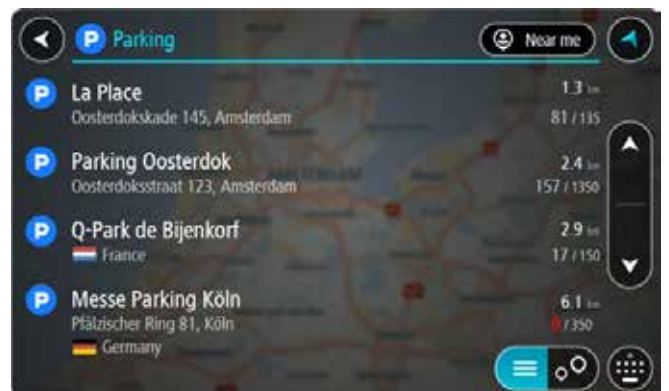 P Parking
Near me
P La Place
1.3 km
Oosterdokskade 145, Amsterdam
81 / 135
P Parking Oosterdok
2.4 km
Oosterdoksstraat 123, Amsterdam
157 / 1350
P Q-Park de Bijenkorf
2.9 km
France
17 / 150
P Messe Parking Köln
6.1 km
Pfälzischer Ring 81, Köln
/ 350
Germany
AMSTERDAM